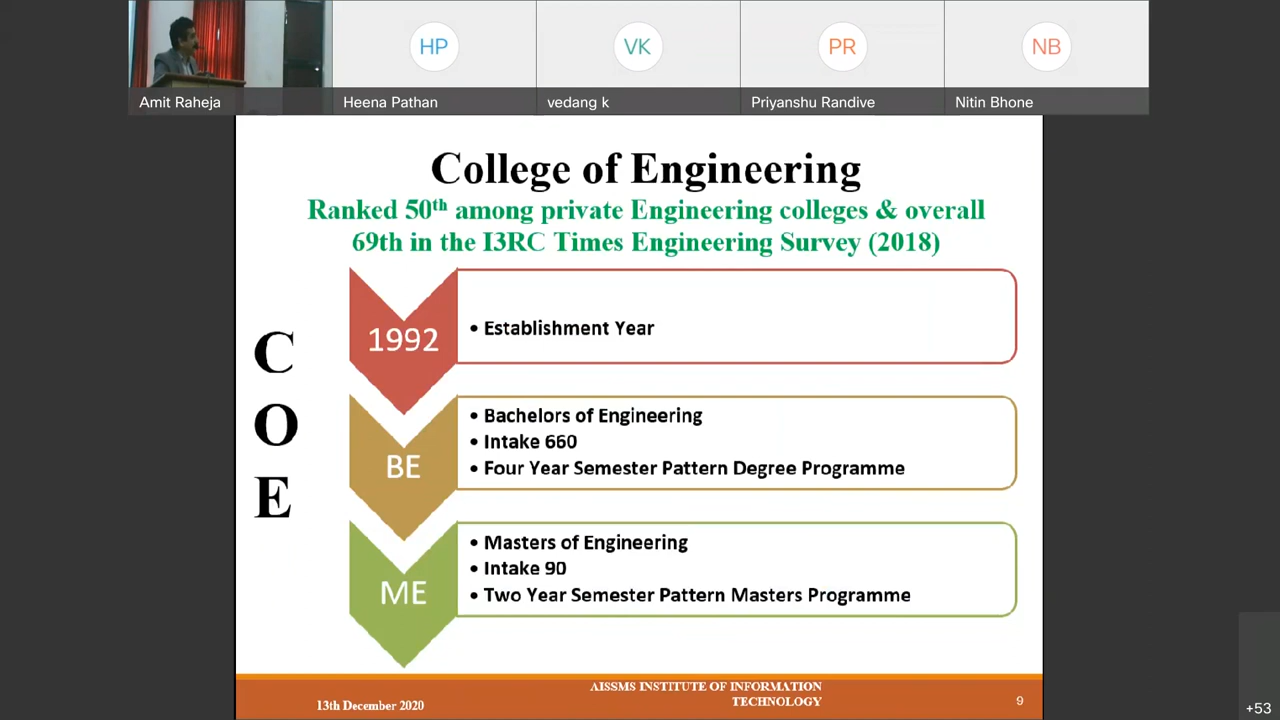 HP
VK
PR
NB
Amit Raheja
Heena Pathan
vedang k
Priyanshu Randive
Nitin Bhone
College of Engineering
Ranked 50th among private Engineering colleges & overall
69th in the I3RC Times Engineering Survey (2018)
C
O
E
1992
• Establishment Year
BE
• Bachelors of Engineering
• Intake 660
• Four Year Semester Pattern Degree Programme
ME
• Masters of Engineering
• Intake 90
• Two Year Semester Pattern Masters Programme
13th December 2020
AISSMS INSTITUTE OF INFORMATION
TECHNOLOGY
9
+53